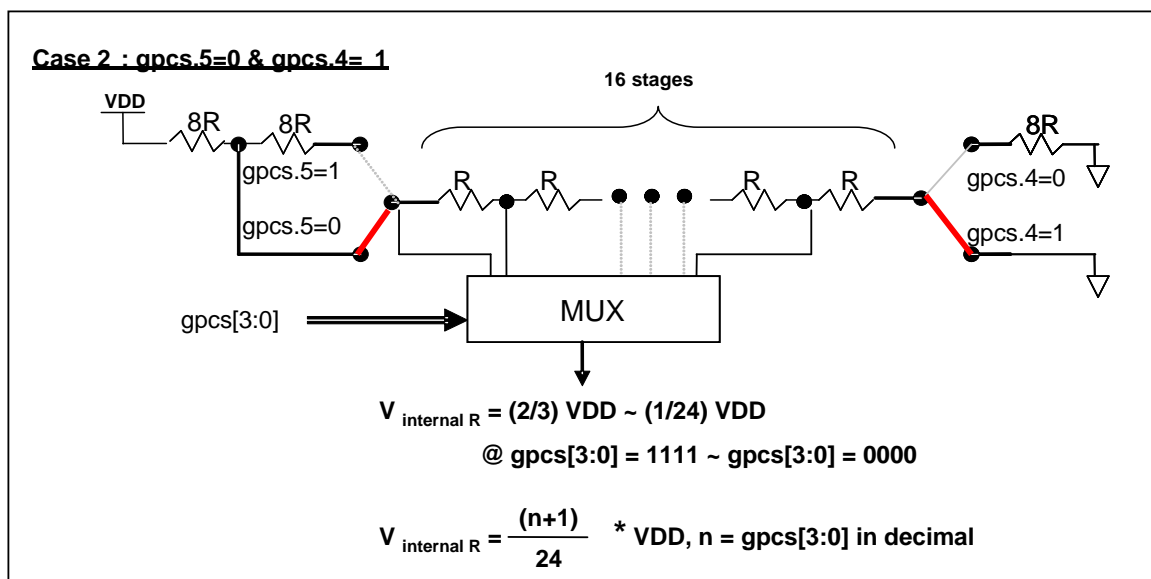 Case 2 : gpcs.5=0 & gpcs.4= 1
16 stages
VDD
8R 8R 8R
gpcs.5=1
R R R R
gpcs.4=0
gpcs.5=0
gpcs.4=1
MUX
gpcs[3:0]
V internal R = (2/3) VDD ~ (1/24) VDD
@ gpcs[3:0] = 1111 ~ gpcs[3:0] = 0000
V internal R = (n+1) / 24 * VDD, n = gpcs[3:0] in decimal